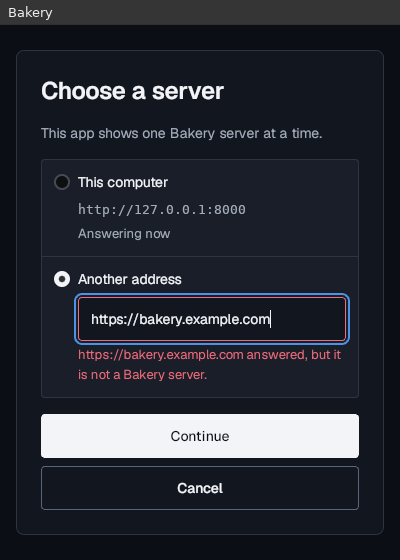 Bakery
Choose a server
This app shows one Bakery server at a time.
This computer
http://127.0.0.1:8000
Answering now
Another address
https://bakery.example.com
https://bakery.example.com answered, but it
is not a Bakery server.
Continue
Cancel